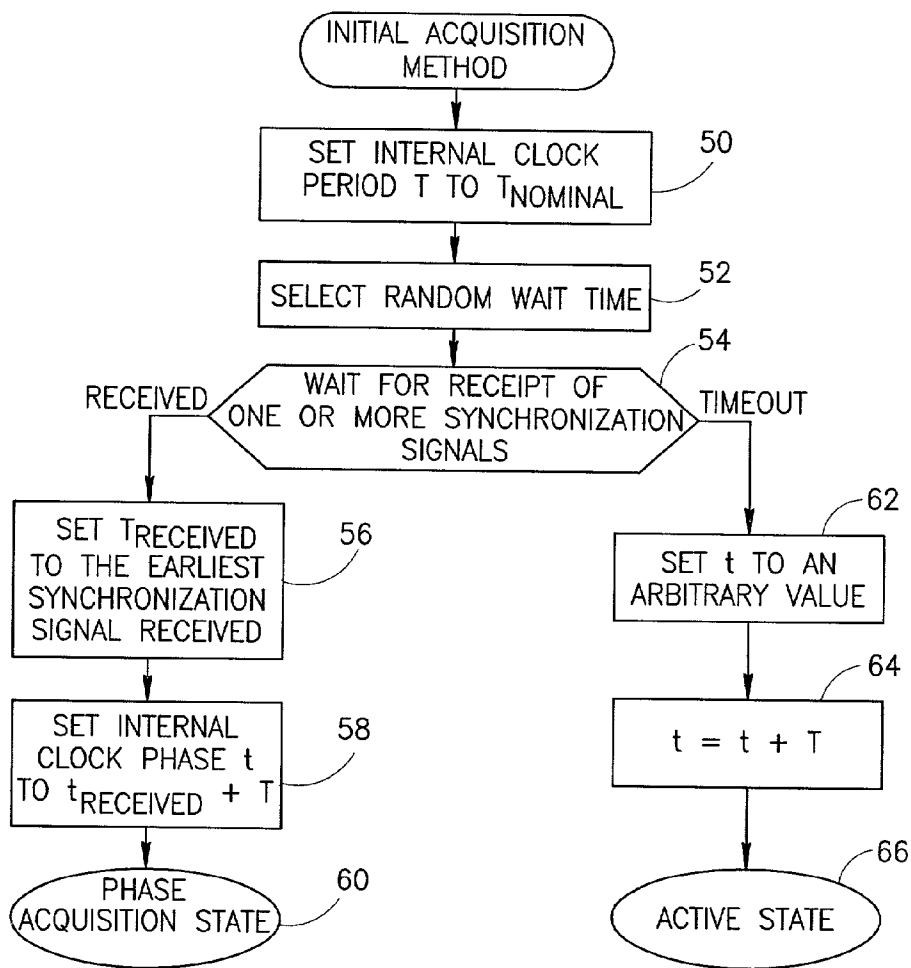 INITIAL ACQUISITION
METHOD
50
SET INTERNAL CLOCK
PERIOD T TO TNOMINAL
52
SELECT RANDOM WAIT TIME
54
WAIT FOR RECEIPT OF
ONE OR MORE SYNCHRONIZATION
SIGNALS
RECEIVED
TIMEOUT
56
SET TRECEIVED
TO THE EARLIEST
SYNCHRONIZATION
SIGNAL RECEIVED
58
SET INTERNAL
CLOCK PHASE t
TO tRECEIVED + T
60
PHASE
ACQUISITION STATE
62
SET t TO AN
ARBITRARY VALUE
64
t = t + T
66
ACTIVE STATE